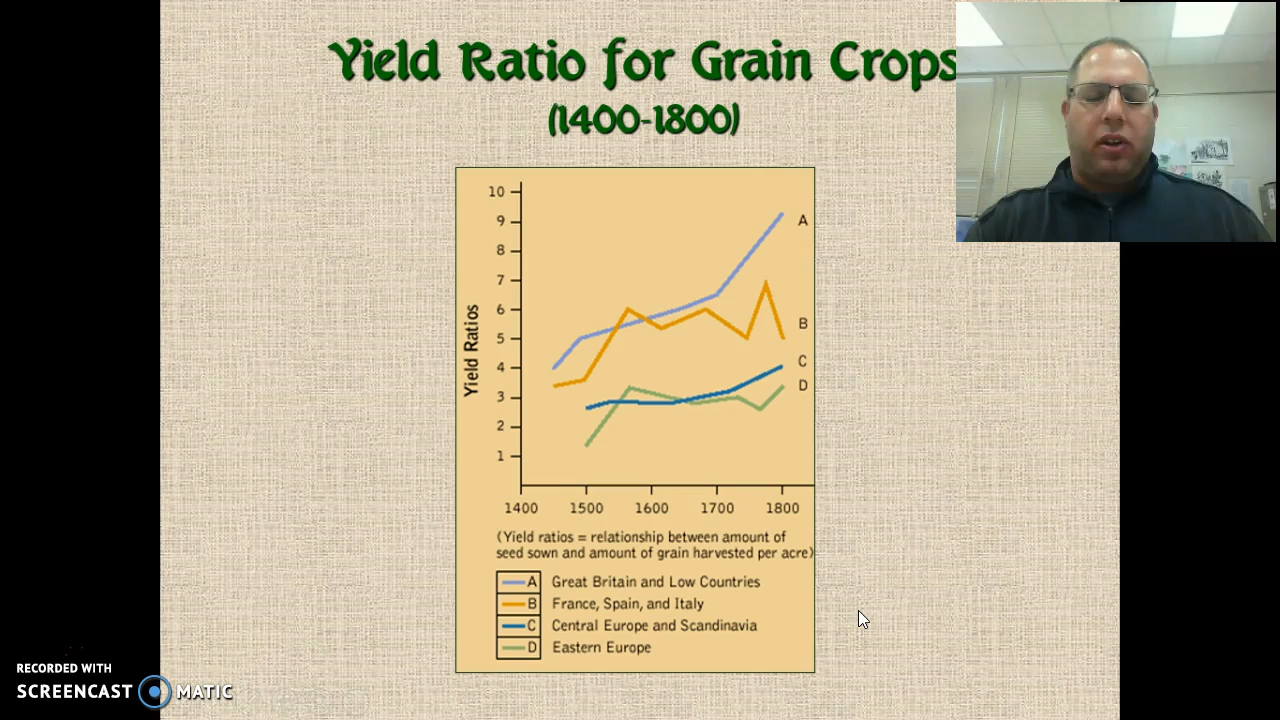 Yield Ratio for Grain Crops
(1400-1800)
10
9
8
7
6
5
4
3
2
1
Yield Ratios
A
B
C
D
1400 1500 1600 1700 1800
(Yield ratios = relationship between amount of
seed sown and amount of grain harvested per acre)
A Great Britain and Low Countries
B France, Spain, and Italy
C Central Europe and Scandinavia
D Eastern Europe
RECORDED WITH
SCREENCAST MATIC